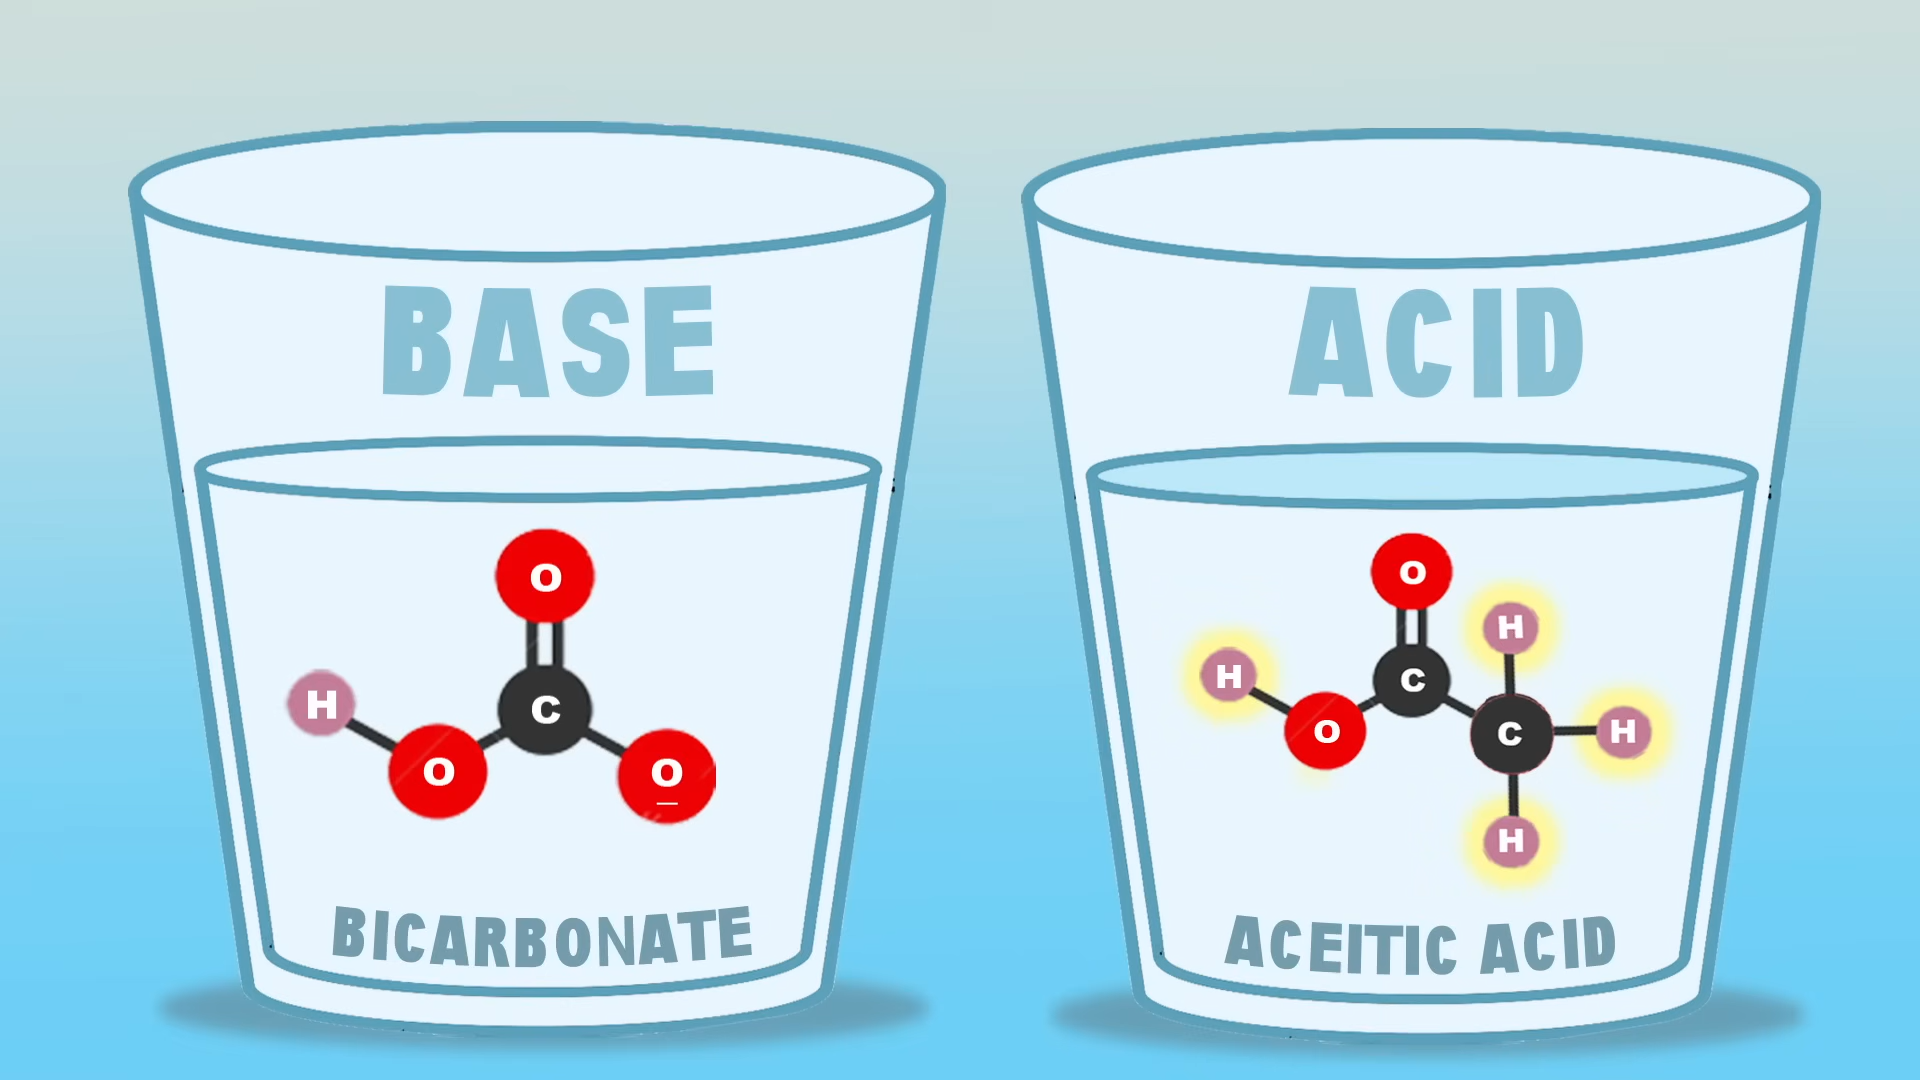 BASE
O
H
C
O
O
–
BICARBONATE
ACID
O
H
H
C
O
C
H
H
ACEITIC ACID